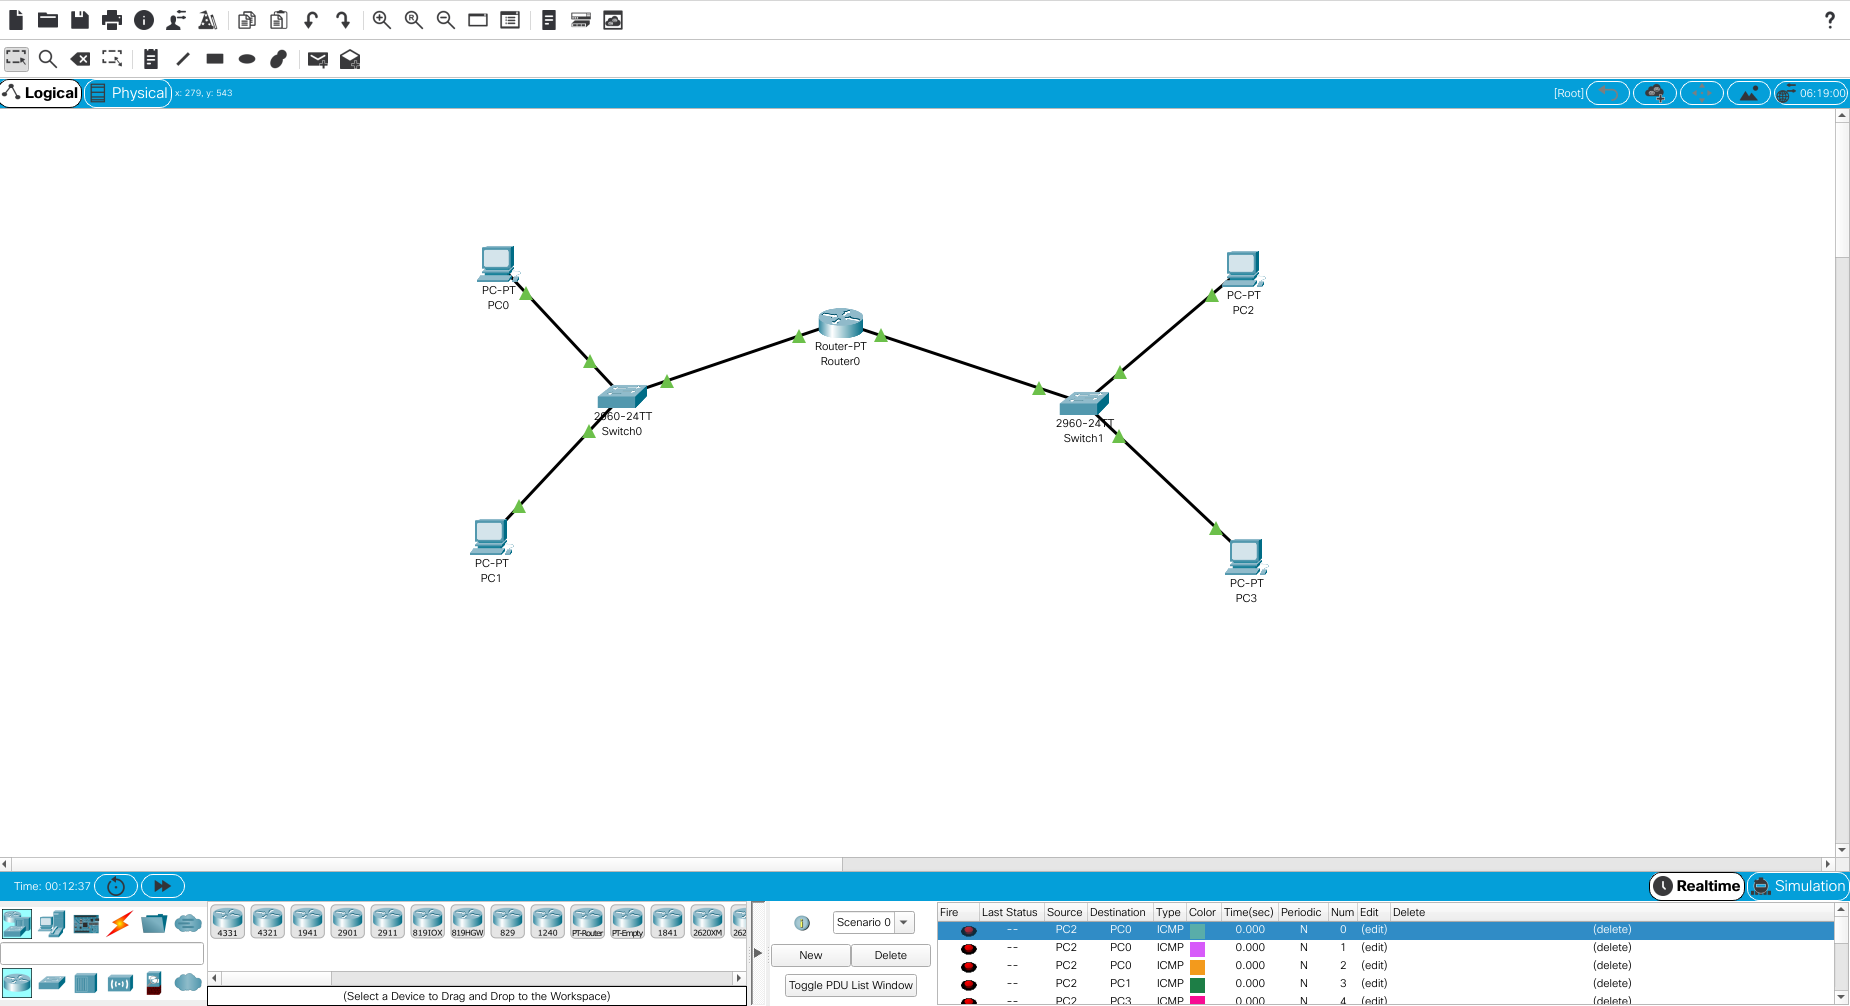 ?
Logical
Physical
x: 279, y: 543
[Root]
06:19:00
PC-PT
PC0
PC-PT
PC2
Router-PT
Router0
2960-24TT
Switch0
2960-24TT
Switch1
PC-PT
PC1
PC-PT
PC3
Time: 00:12:37
Realtime
Simulation
4331
4321
1941
2901
2911
819IOX
819HGW
829
1240
PT-Router
PT-Empty
1841
2620XM
262
(Select a Device to Drag and Drop to the Workspace)
Scenario 0
New
Delete
Toggle PDU List Window
Fire Last Status Source Destination Type Color Time(sec) Periodic Num Edit Delete
-- PC2 PC0 ICMP 0.000 N 0 (edit) (delete)
-- PC2 PC0 ICMP 0.000 N 1 (edit) (delete)
-- PC2 PC0 ICMP 0.000 N 2 (edit) (delete)
-- PC2 PC1 ICMP 0.000 N 3 (edit) (delete)
-- PC2 PC3 ICMP 0.000 N 4 (edit) (delete)